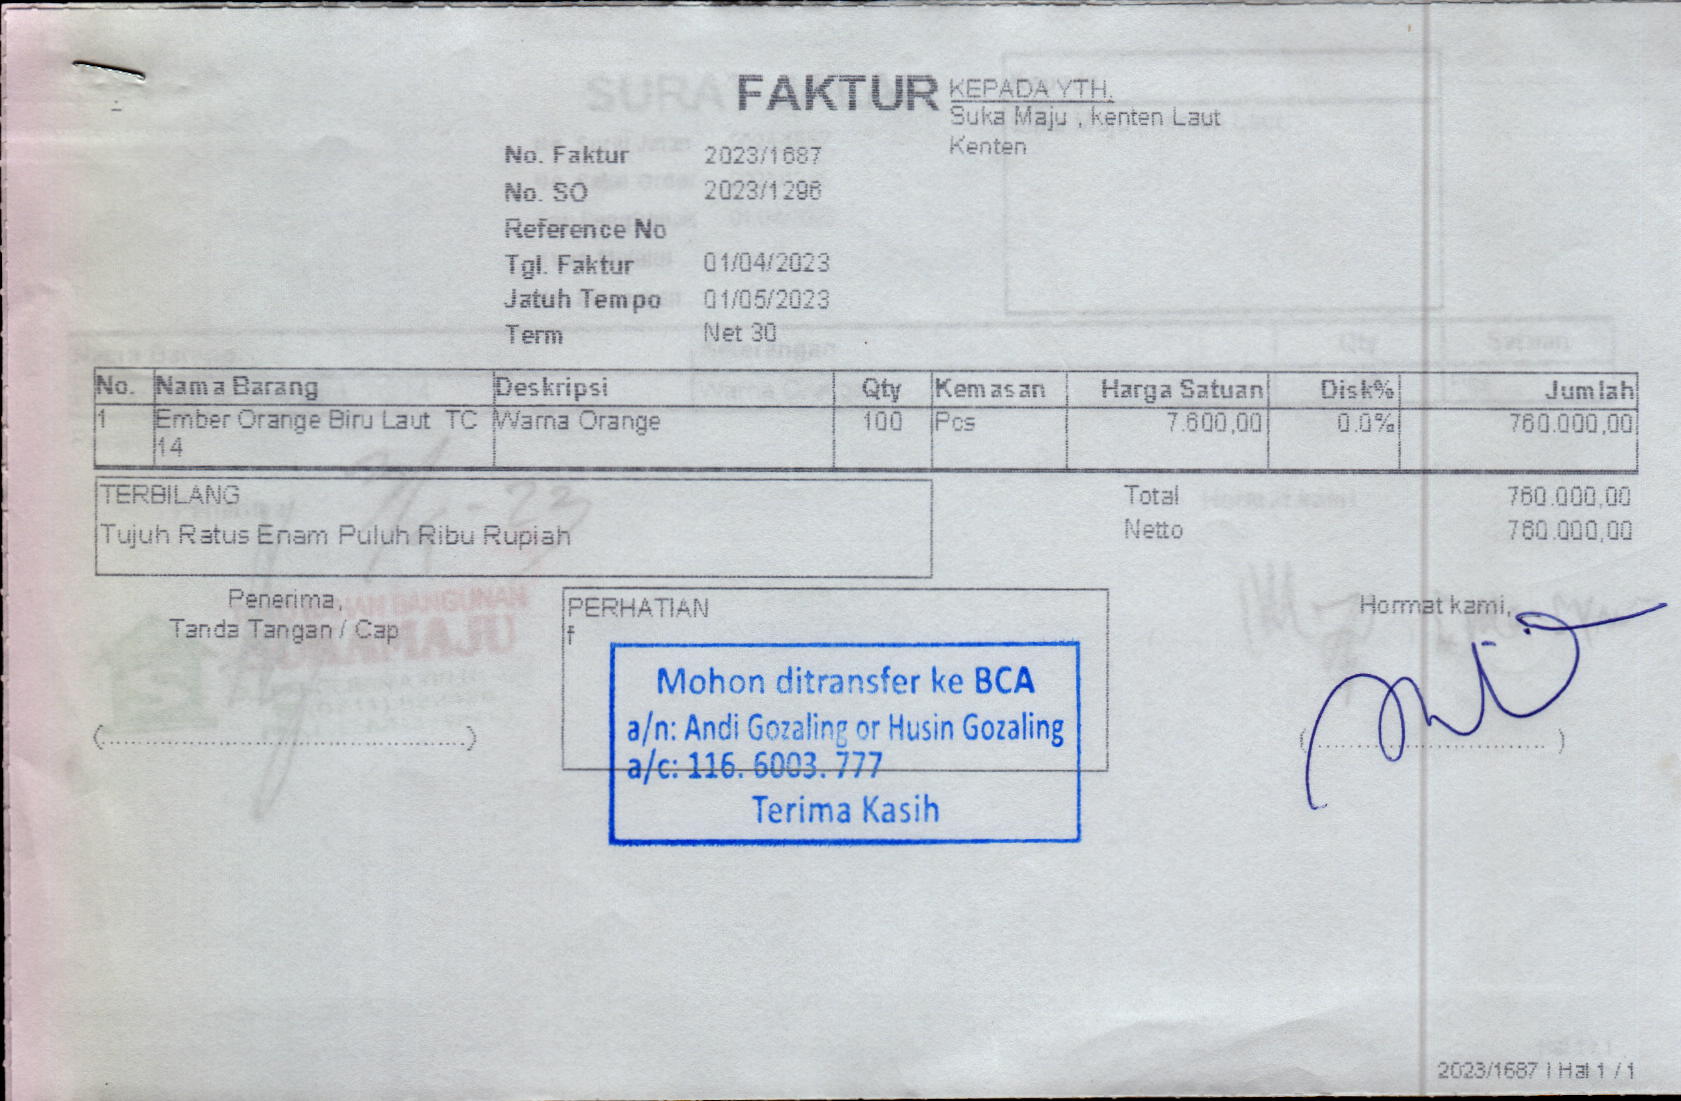 FAKTUR
KEPADA YTH.
Suka Maju , kenten Laut
Kenten
No. Faktur 2023/1687
No. SO 2023/1296
Reference No
Tgl. Faktur 01/04/2023
Jatuh Tempo 01/05/2023
Term Net 30
No. Nama Barang Deskripsi Qty Kemasan Harga Satuan Disk% Jumlah
1 Ember Orange Biru Laut TC Warna Orange 100 Pcs 7.600,00 0.0% 760.000,00
14
TERBILANG
Tujuh Ratus Enam Puluh Ribu Rupiah
Total 760.000,00
Netto 760.000,00
Penerima,
Tanda Tangan / Cap
(....................................)
PERHATIAN
f
Mohon ditransfer ke BCA
a/n: Andi Gozaling or Husin Gozaling
a/c: 116. 6003. 777
Terima Kasih
Hormat kami,
(............................)
2023/1687 | Hal 1 / 1